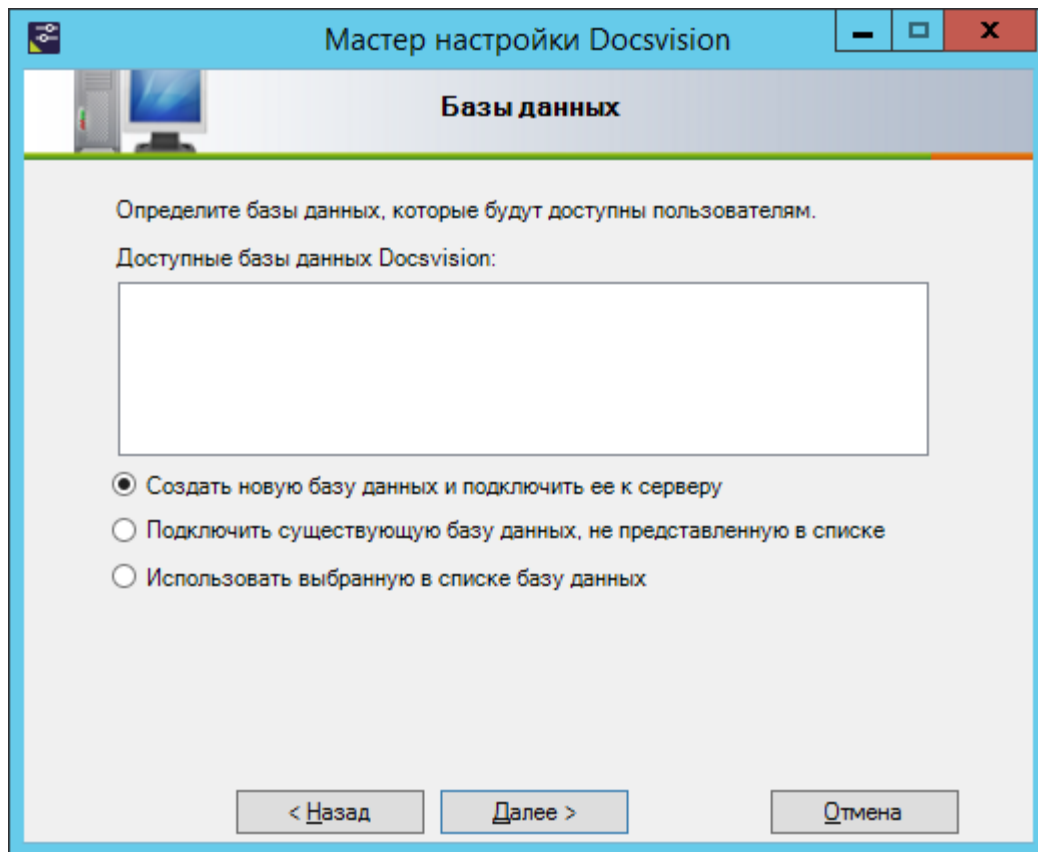 Мастер настройки Docsvision
Базы данных
Определите базы данных, которые будут доступны пользователям.
Доступные базы данных Docsvision:
Создать новую базу данных и подключить ее к серверу
Подключить существующую базу данных, не представленную в списке
Использовать выбранную в списке базу данных
< Назад Далее > Отмена